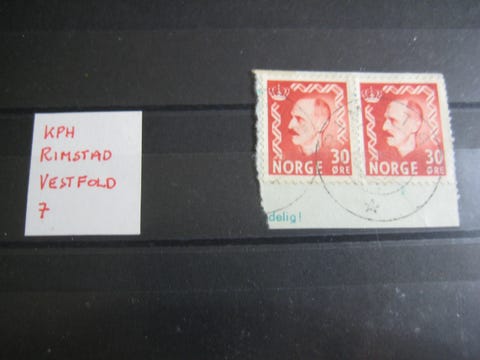 KPH
RIMSTAD
VESTFOLD
7
NORGE 30 ØRE
NORGE 30 ØRE
delig!